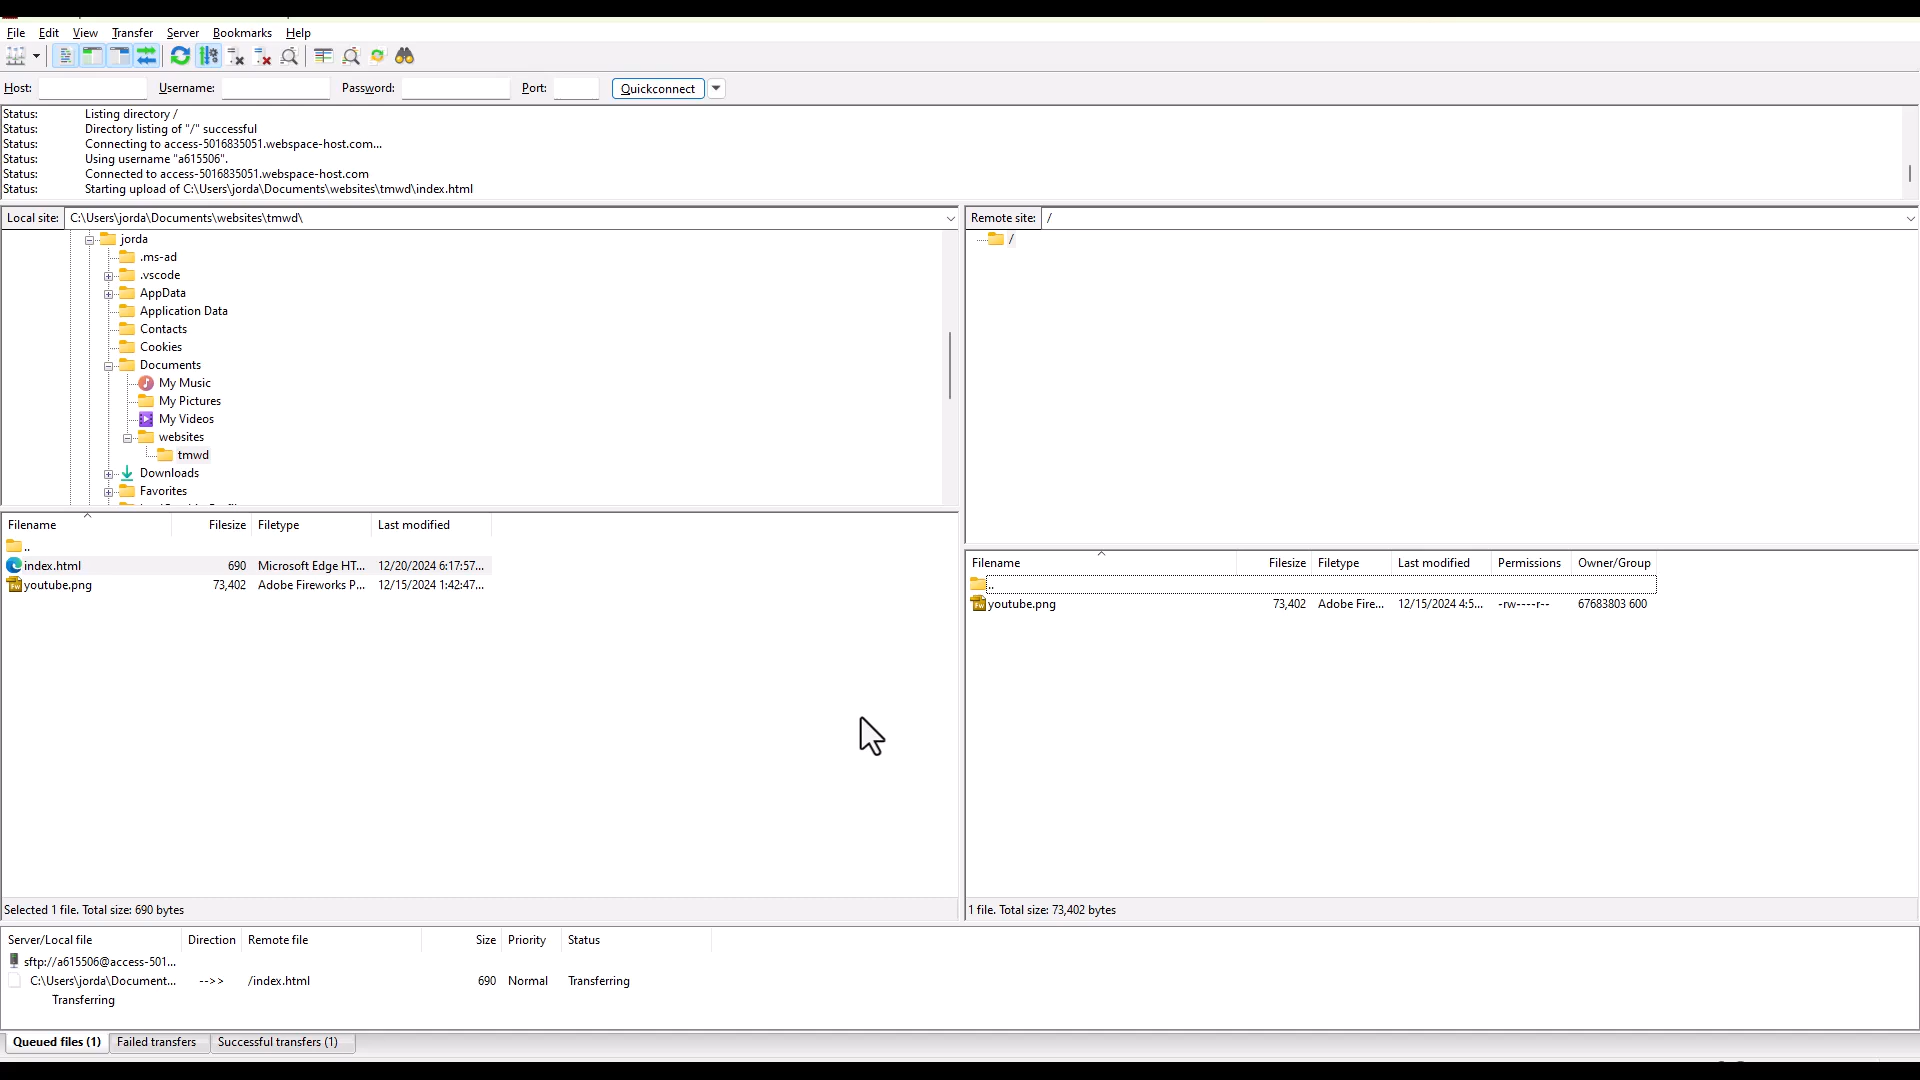 File Edit View Transfer Server Bookmarks Help
Host: Username: Password: Port: Quickconnect
Status: Listing directory /
Status: Directory listing of "/" successful
Status: Connecting to access-5016835051.webspace-host.com...
Status: Using username "a615506".
Status: Connected to access-5016835051.webspace-host.com
Status: Starting upload of C:\Users\jorda\Documents\websites\tmwd\index.html
Local site: C:\Users\jorda\Documents\websites\tmwd\
jorda
.ms-ad
.vscode
AppData
Application Data
Contacts
Cookies
Documents
My Music
My Pictures
My Videos
websites
tmwd
Downloads
Favorites
Filename Filesize Filetype Last modified
..
index.html 690 Microsoft Edge HT... 12/20/2024 6:17:57...
youtube.png 73,402 Adobe Fireworks P... 12/15/2024 1:42:47...
Selected 1 file. Total size: 690 bytes
Remote site: /
/
Filename Filesize Filetype Last modified Permissions Owner/Group
..
youtube.png 73,402 Adobe Fire... 12/15/2024 4:5... -rw----r-- 67683803 600
1 file. Total size: 73,402 bytes
Server/Local file Direction Remote file Size Priority Status
sftp://a615506@access-501...
C:\Users\jorda\Document... -->> /index.html 690 Normal Transferring
Transferring
Queued files (1) Failed transfers Successful transfers (1)